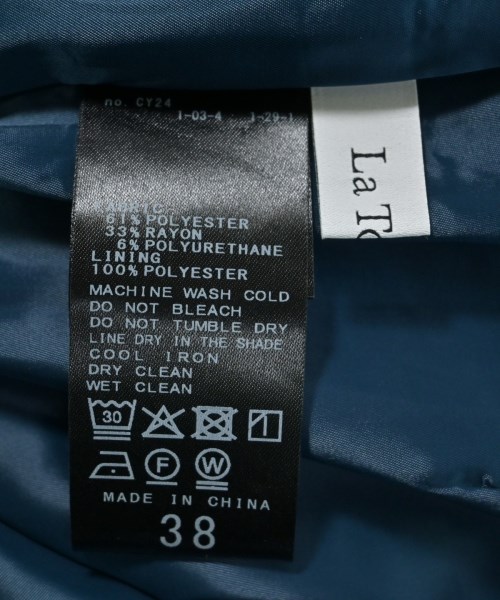 no. CY24
1-03-4 1-29-1
FABRIC
61% POLYESTER
33% RAYON
6% POLYURETHANE
LINING
100% POLYESTER
MACHINE WASH COLD
DO NOT BLEACH
DO NOT TUMBLE DRY
LINE DRY IN THE SHADE
COOL IRON
DRY CLEAN
WET CLEAN
30
F W
MADE IN CHINA
38
La To